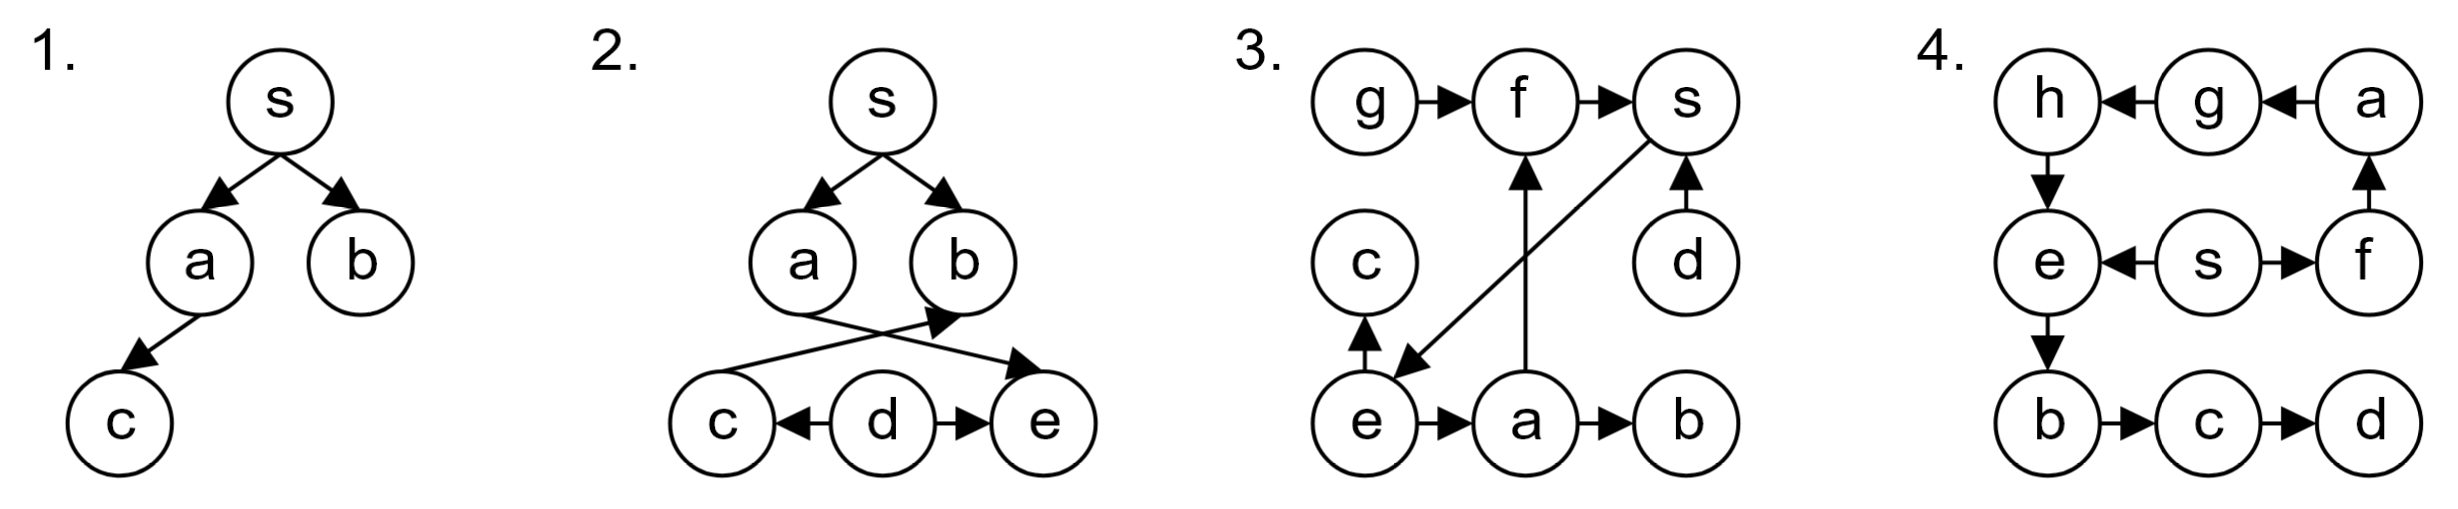 1. 2. 3. 4.
s s g f s h g a
a b a b c d e s f
c c d e e a b b c d